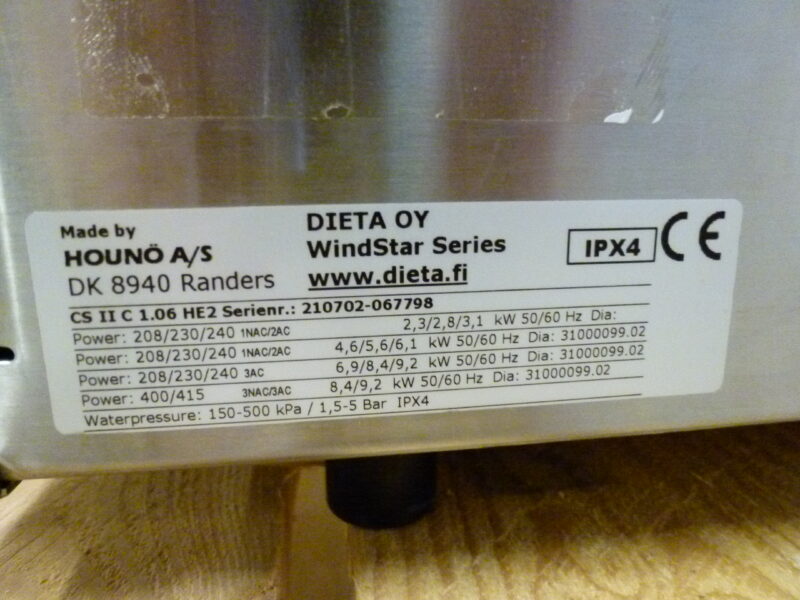 Made by
HOUNÖ A/S
DK 8940 Randers
DIETA OY
WindStar Series
www.dieta.fi
IPX4
CE
CS II C 1.06 HE2 Serienr.: 210702-067798
Power: 208/230/240 1NAC/2AC 2,3/2,8/3,1 kW 50/60 Hz Dia:
Power: 208/230/240 1NAC/2AC 4,6/5,6/6,1 kW 50/60 Hz Dia: 31000099.02
Power: 208/230/240 3AC 6,9/8,4/9,2 kW 50/60 Hz Dia: 31000099.02
Power: 400/415 3NAC/3AC 8,4/9,2 kW 50/60 Hz Dia: 31000099.02
Waterpressure: 150-500 kPa / 1,5-5 Bar IPX4